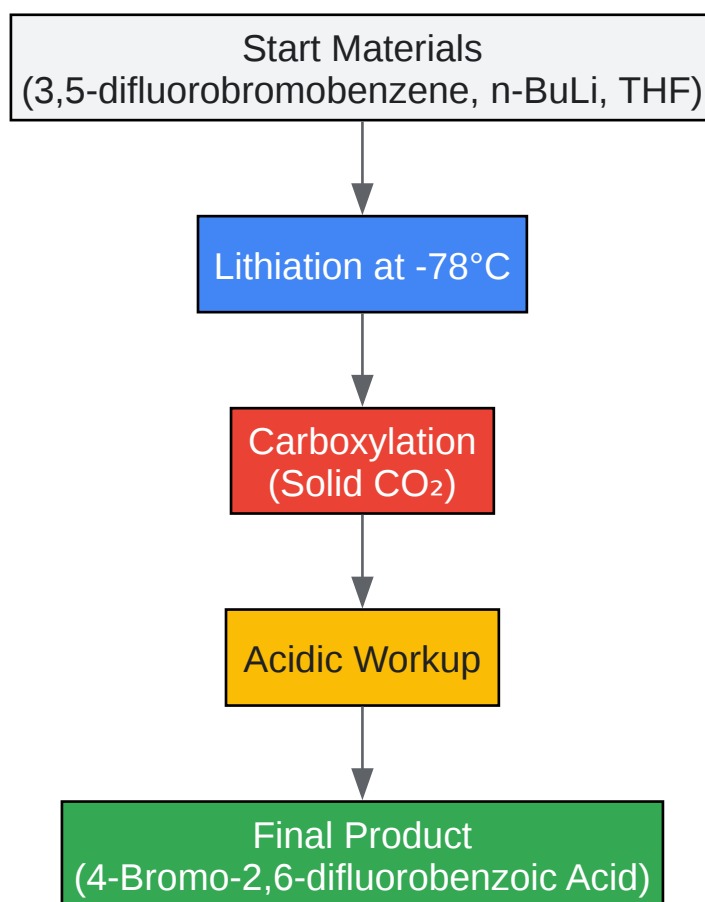 Start Materials
(3,5-difluorobromobenzene, n-BuLi, THF)
Lithiation at -78°C
Carboxylation
(Solid CO₂)
Acidic Workup
Final Product
(4-Bromo-2,6-difluorobenzoic Acid)